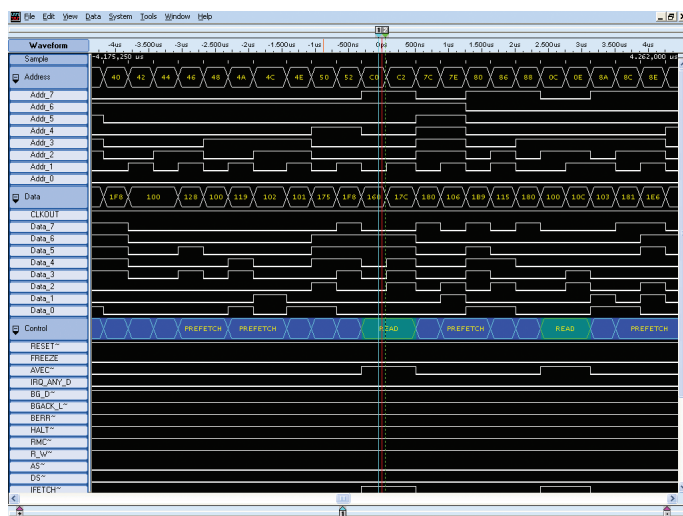 File Edit View Data System Tools Window Help
1 2
Waveform -4us -3.500us -3us -2.500us -2us -1.500us -1us -500ns 0ps 500ns 1us 1.500us 2us 2.500us 3us 3.500us 4us
Sample -4,175,250 us 4.262,000 us
Address 40 42 44 46 48 4A 4C 4E 50 52 C0 C2 7C 7E 80 86 88 0C 0E 8A 8C 8E
Addr_7
Addr_6
Addr_5
Addr_4
Addr_3
Addr_2
Addr_1
Addr_0
Data 1F8 100 128 100 119 102 101 175 1F8 160 17C 180 106 1B9 115 180 100 10C 103 181 1E6
CLKOUT
Data_7
Data_6
Data_5
Data_4
Data_3
Data_2
Data_1
Data_0
Control PREFETCH PREFETCH READ PREFETCH READ PREFETCH
RESET~
FREEZE
AVEC~
IRQ_ANY_D
BG_D~
BGACK_L~
BERR~
HALT~
RMC~
R_W~
AS~
DS~
IFETCH~